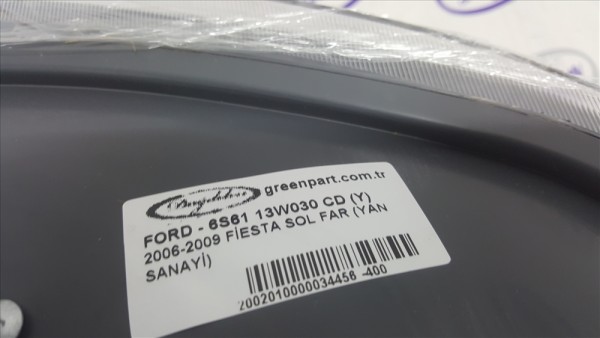 greenpart.com.tr
FORD - 6S61 13W030 CD (Y)
2006-2009 FİESTA SOL FAR (YAN
SANAYİ)
2002010000034456 -400